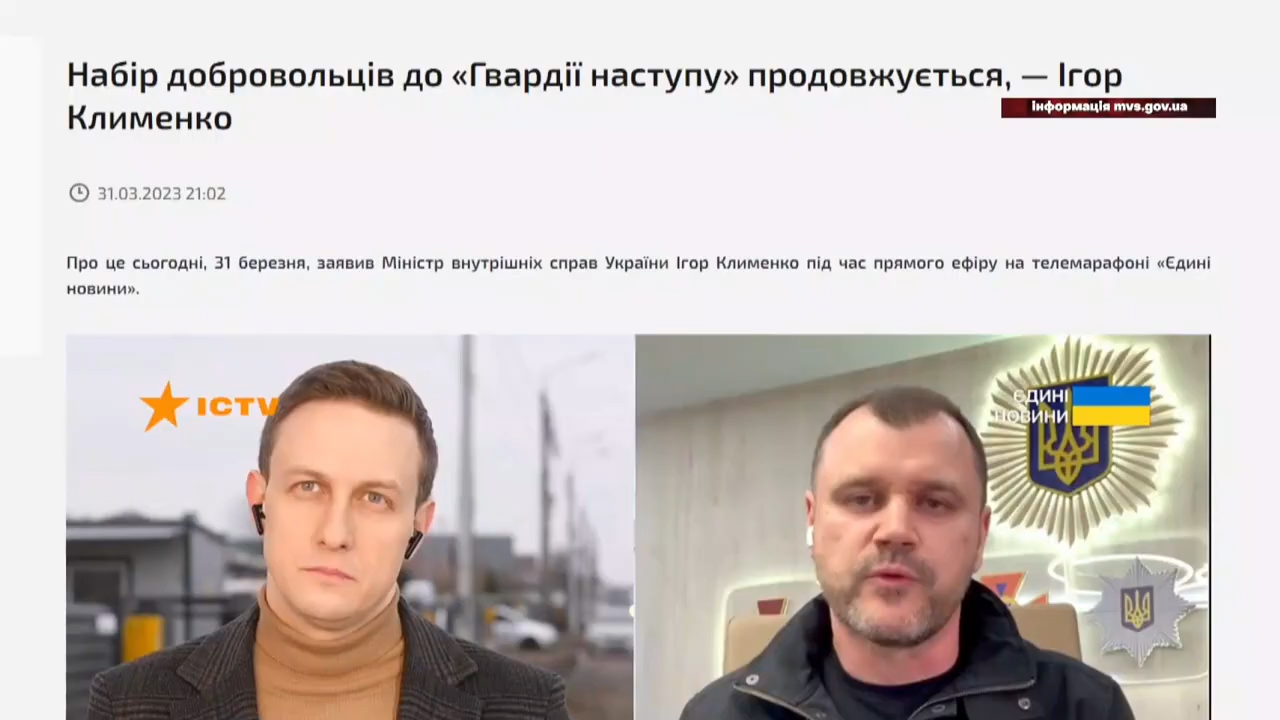 Набір добровольців до «Гвардії наступу» продовжується, — Ігор
Клименко
інформація mvs.gov.ua
31.03.2023 21:02
Про це сьогодні, 31 березня, заявив Міністр внутрішніх справ України Ігор Клименко під час прямого ефіру на телемарафоні «Єдині
новини».
ICTV
ЄДИНІ
НОВИНИ